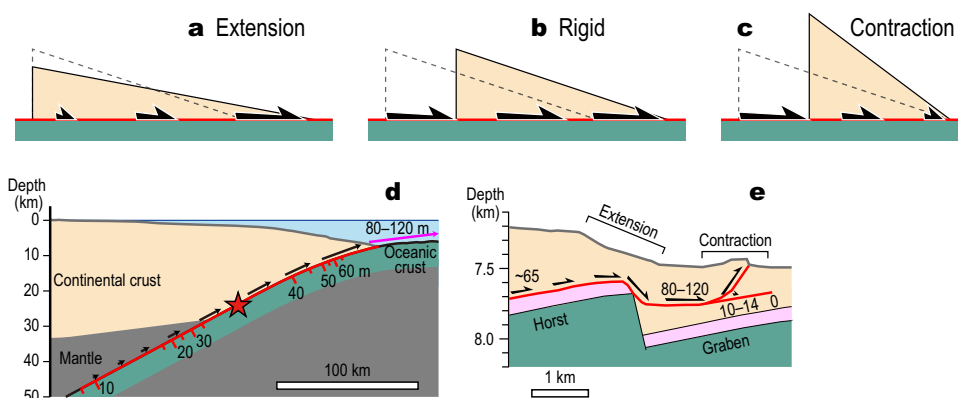 a Extension
b Rigid
c Contraction
d
Depth
(km)
0
10
20
30
40
50
80–120 m
Oceanic
crust
60 m
50
40
30
20
10
Continental crust
Mantle
100 km
e
Depth
(km)
7.5
8.0
Extension
Contraction
~65
80–120
10–14
0
Horst
Graben
1 km